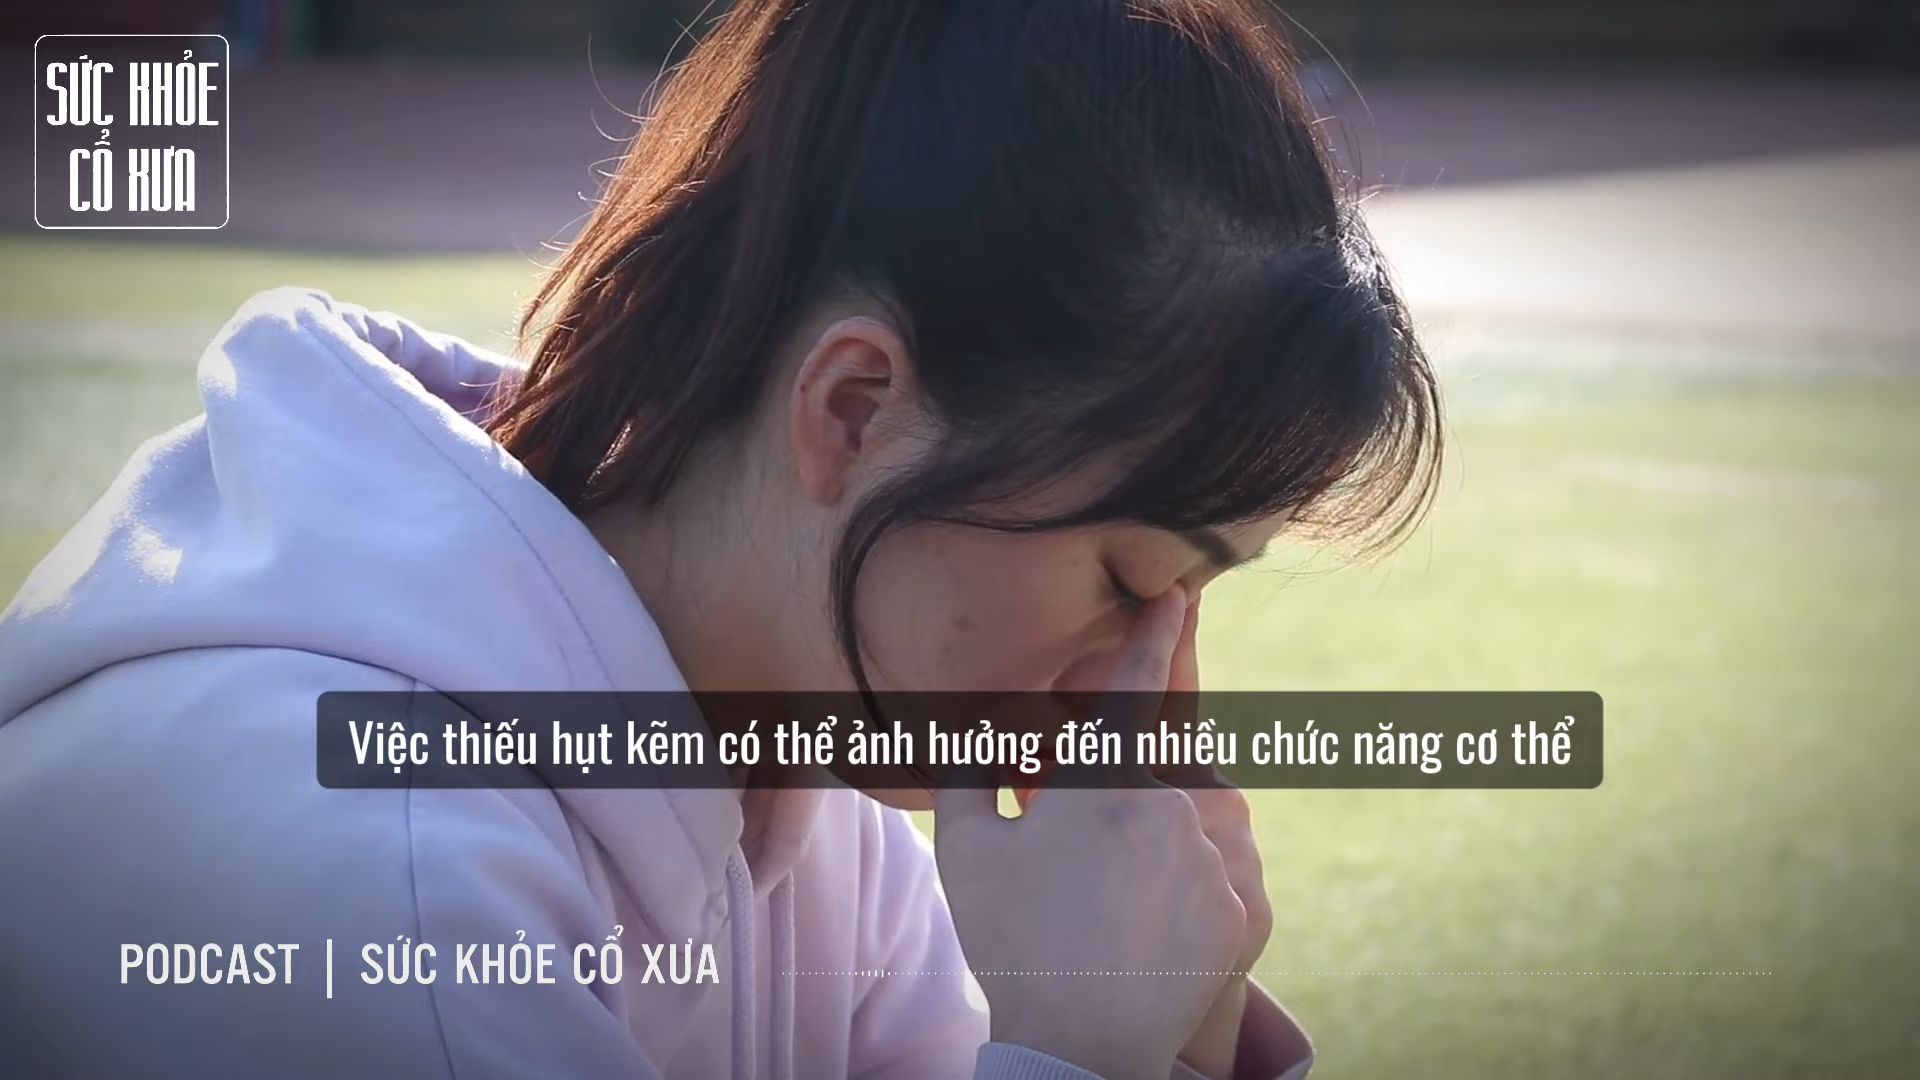 SỨC KHỎE
CỔ XƯA
Việc thiếu hụt kẽm có thể ảnh hưởng đến nhiều chức năng cơ thể
PODCAST | SỨC KHỎE CỔ XƯA